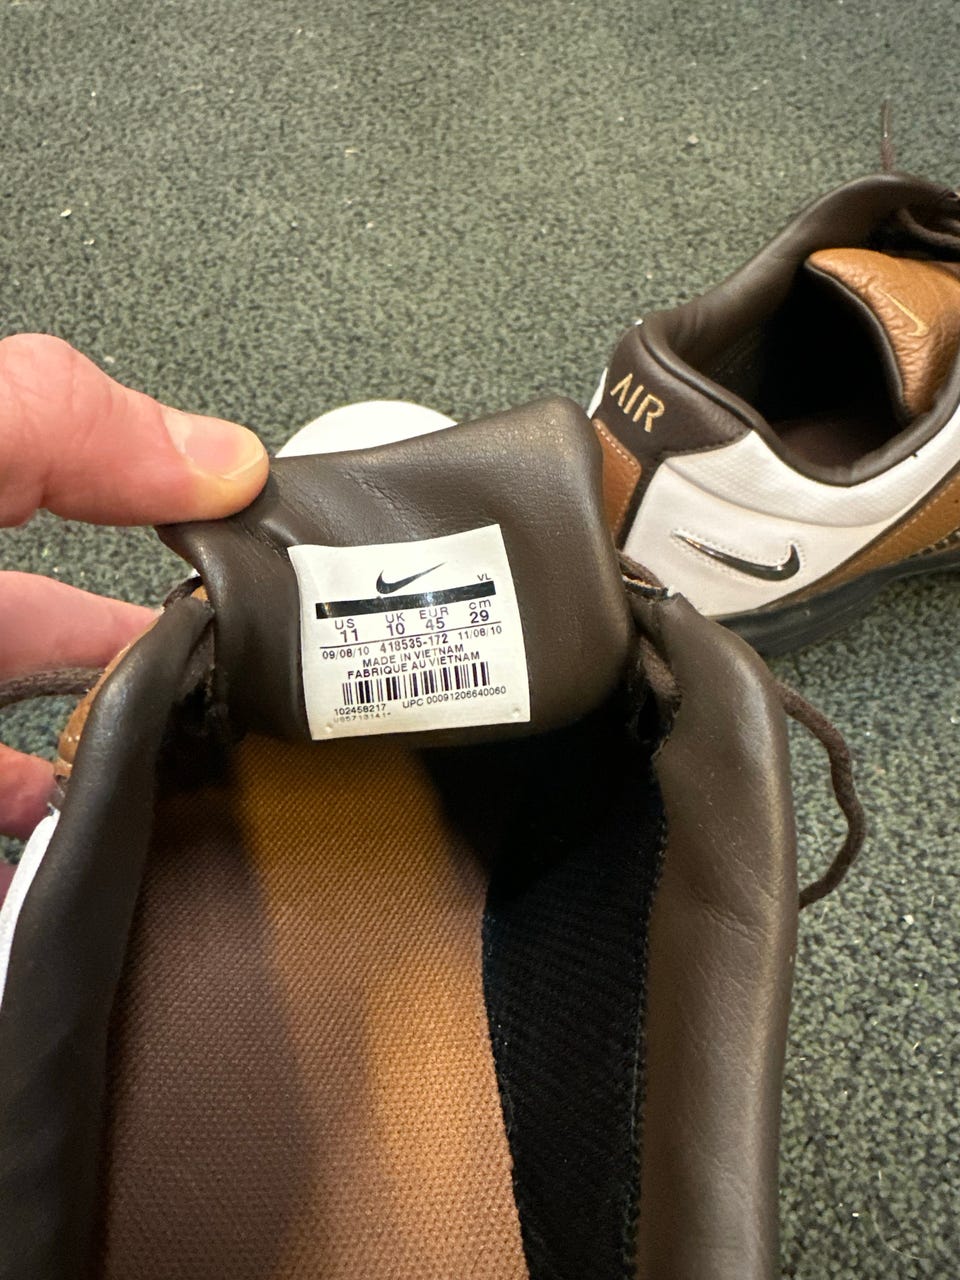 AIR
VL
US UK EUR cm
11 10 45 29
09/08/10 418535-172 11/08/10
MADE IN VIETNAM
FABRIQUE AU VIETNAM
102458217 UPC 00091206640060